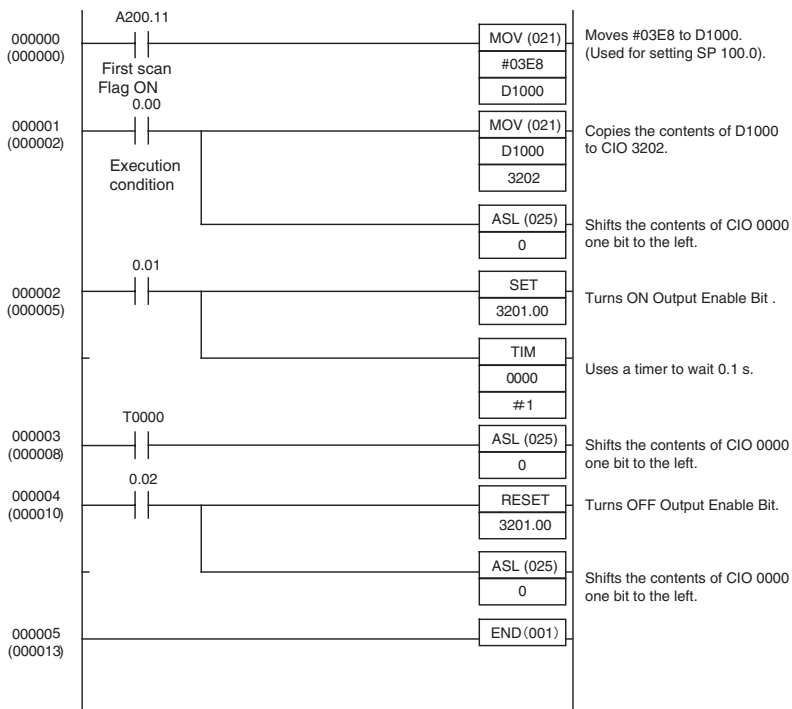 A200.11
000000
(000000)
MOV (021)
#03E8
D1000
Moves #03E8 to D1000.
(Used for setting SP 100.0).
First scan
Flag ON
0.00
000001
(000002)
MOV (021)
D1000
3202
Copies the contents of D1000
to CIO 3202.
Execution
condition
ASL (025)
0
Shifts the contents of CIO 0000
one bit to the left.
0.01
000002
(000005)
SET
3201.00
Turns ON Output Enable Bit .
TIM
0000
#1
Uses a timer to wait 0.1 s.
T0000
000003
(000008)
ASL (025)
0
Shifts the contents of CIO 0000
one bit to the left.
0.02
000004
(000010)
RESET
3201.00
Turns OFF Output Enable Bit.
ASL (025)
0
Shifts the contents of CIO 0000
one bit to the left.
000005
(000013)
END(001)